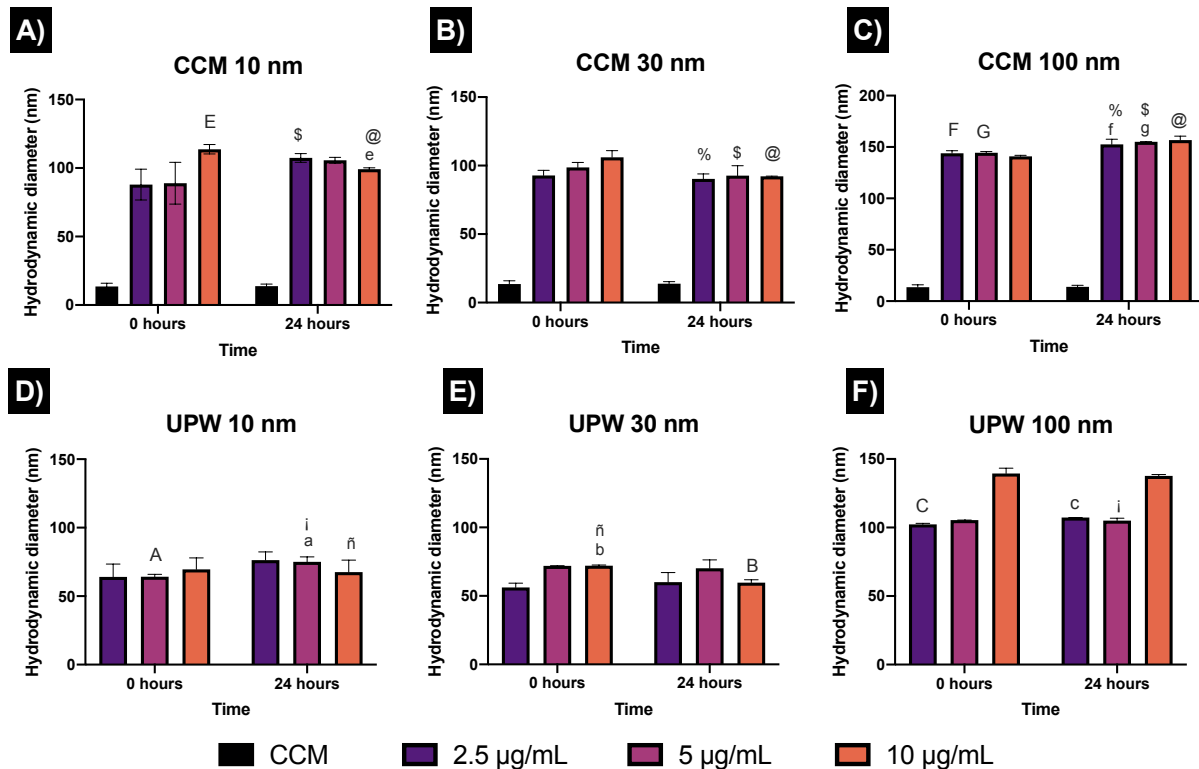 A)
CCM 10 nm
Hydrodynamic diameter (nm)
150
100
50
0
E
$
@
e
0 hours
24 hours
Time
B)
CCM 30 nm
Hydrodynamic diameter (nm)
150
100
50
0
%
$
@
0 hours
24 hours
Time
C)
CCM 100 nm
Hydrodynamic diameter (nm)
200
150
100
50
0
F
G
%
f
$
g
@
0 hours
24 hours
Time
D)
UPW 10 nm
Hydrodynamic diameter (nm)
150
100
50
0
A
¡
a
ñ
0 hours
24 hours
Time
E)
UPW 30 nm
Hydrodynamic diameter (nm)
150
100
50
0
ñ
b
B
0 hours
24 hours
Time
F)
UPW 100 nm
Hydrodynamic diameter (nm)
150
100
50
0
C
c
¡
0 hours
24 hours
Time
CCM
2.5 μg/mL
5 μg/mL
10 μg/mL